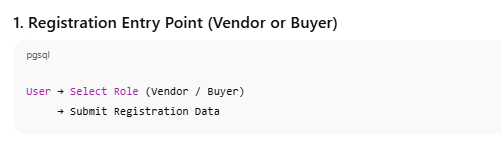 1. Registration Entry Point (Vendor or Buyer)
pgsql
User → Select Role (Vendor / Buyer)
→ Submit Registration Data